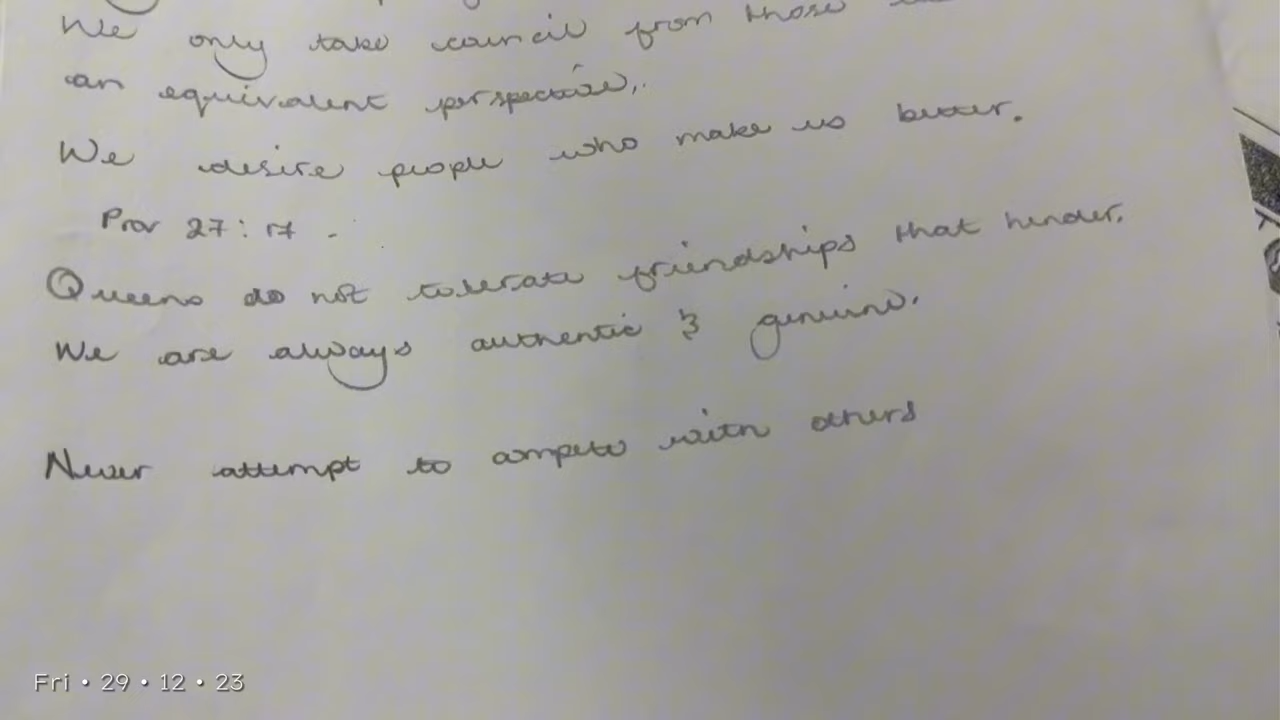 We only take council from those
an equivalent perspective.
We desire people who make us better.
Prov 27:17.
Queens do not tolerate friendships that hinder.
We are always authentic & genuine.
Never attempt to compete with others
Fri • 29 • 12 • 23